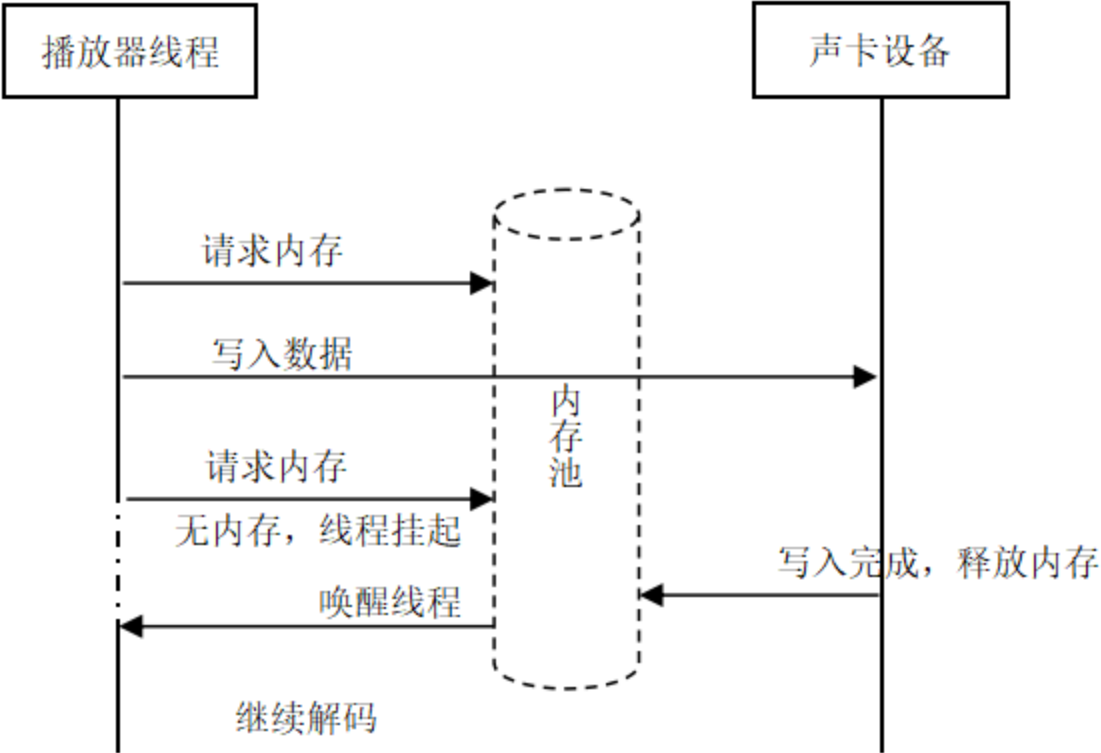 播放器线程
声卡设备
请求内存
写入数据
内存池
请求内存
无内存，线程挂起
写入完成，释放内存
唤醒线程
继续解码